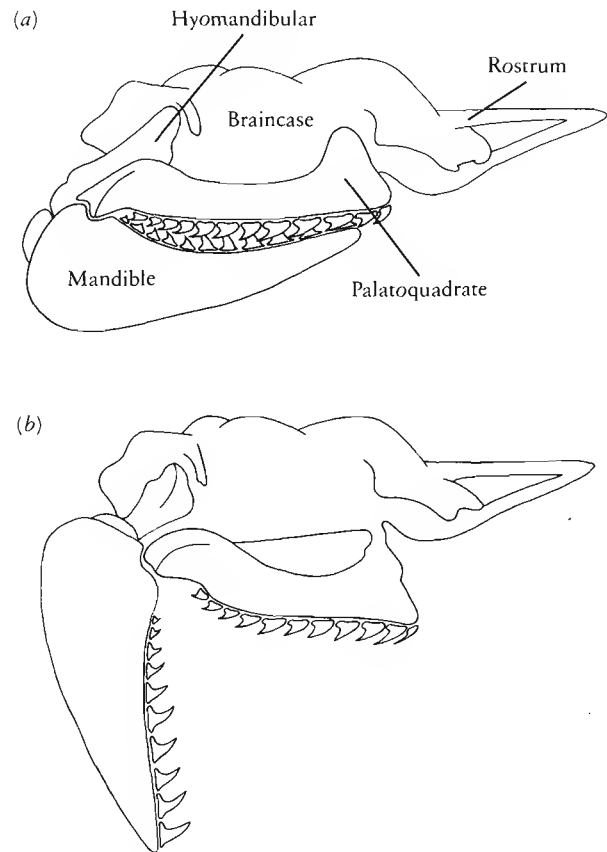 (a)
Hyomandibular
Rostrum
Braincase
Mandible
Palatoquadrate
(b)